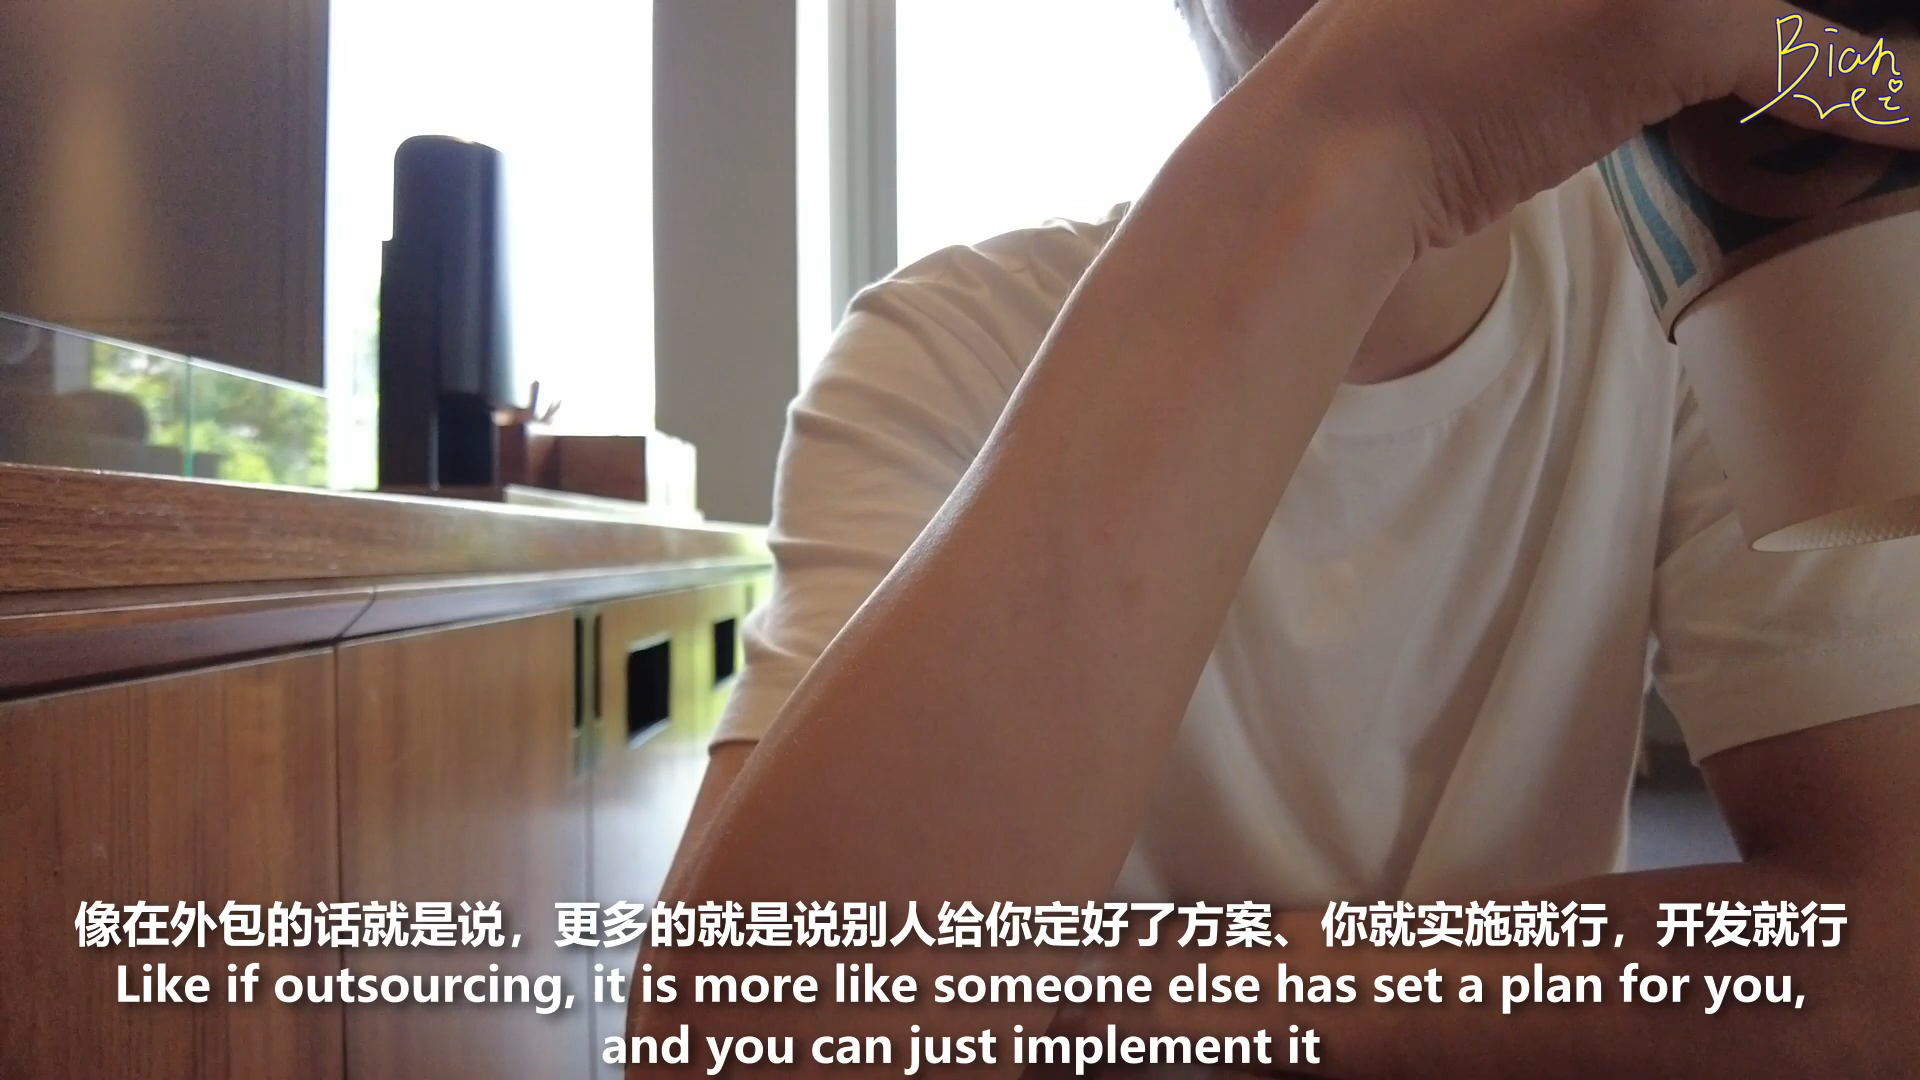 Bian
Lei
像在外包的话就是说，更多的就是说别人给你定好了方案、你就实施就行，开发就行
Like if outsourcing, it is more like someone else has set a plan for you,
and you can just implement it